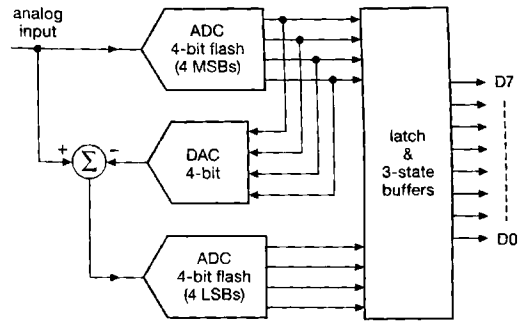 analog
input
ADC
4-bit flash
(4 MSBs)
+
Σ
−
DAC
4-bit
ADC
4-bit flash
(4 LSBs)
latch
&
3-state
buffers
D7
D0